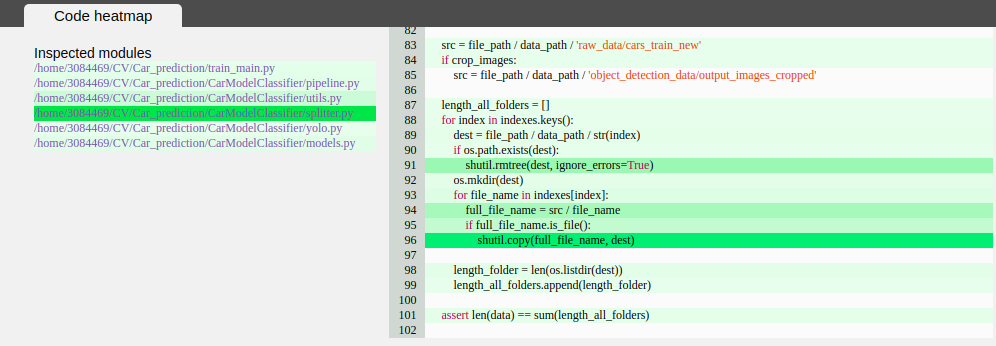 Code heatmap
Inspected modules
/home/3084469/CV/Car_prediction/train_main.py
/home/3084469/CV/Car_prediction/CarModelClassifier/pipeline.py
/home/3084469/CV/Car_prediction/CarModelClassifier/utils.py
/home/3084469/CV/Car_prediction/CarModelClassifier/splitter.py
/home/3084469/CV/Car_prediction/CarModelClassifier/yolo.py
/home/3084469/CV/Car_prediction/CarModelClassifier/models.py
82
83 src = file_path / data_path / 'raw_data/cars_train_new'
84 if crop_images:
85 src = file_path / data_path / 'object_detection_data/output_images_cropped'
86
87 length_all_folders = []
88 for index in indexes.keys():
89 dest = file_path / data_path / str(index)
90 if os.path.exists(dest):
91 shutil.rmtree(dest, ignore_errors=True)
92 os.mkdir(dest)
93 for file_name in indexes[index]:
94 full_file_name = src / file_name
95 if full_file_name.is_file():
96 shutil.copy(full_file_name, dest)
97
98 length_folder = len(os.listdir(dest))
99 length_all_folders.append(length_folder)
100
101 assert len(data) == sum(length_all_folders)
102